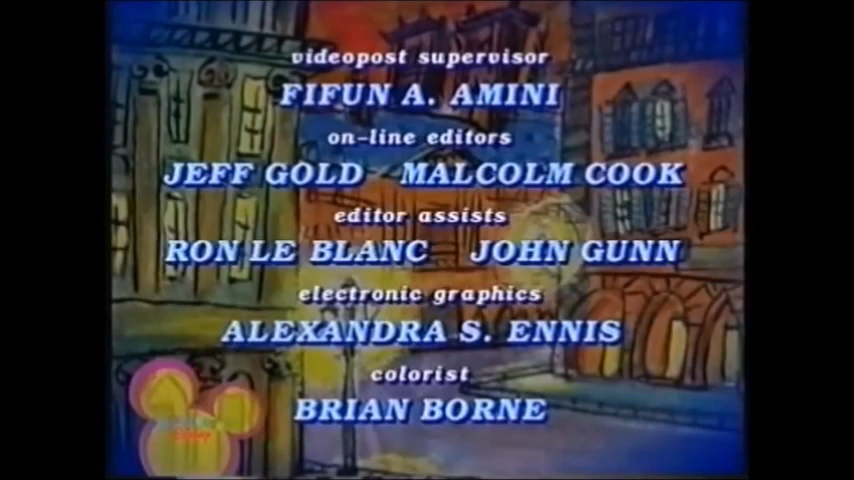 videopost supervisor
FIFUN A. AMINI
on-line editors
JEFF GOLD MALCOLM COOK
editor assists
RON LE BLANC JOHN GUNN
electronic graphics
ALEXANDRA S. ENNIS
colorist
BRIAN BORNE